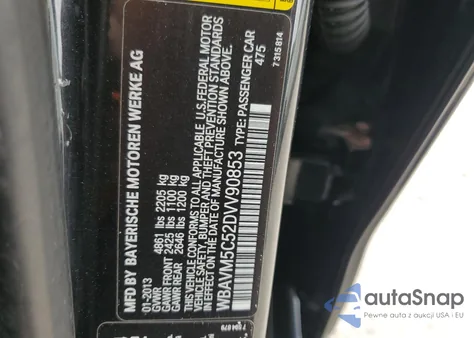 MFD BY BAYERISCHE MOTOREN WERKE AG
01-2013
GVWR 4861 lbs 2205 kg
GAWR FRONT 2425 lbs 1100 kg
GAWR REAR 2646 lbs 1200 kg
THIS VEHICLE CONFORMS TO ALL APPLICABLE U.S. FEDERAL MOTOR
VEHICLE SAFETY, BUMPER AND THEFT PREVENTION STANDARDS
IN EFFECT ON THE DATE OF MANUFACTURE SHOWN ABOVE.
WBAVM5C52DVV90853 TYPE: PASSENGER CAR
475
7 315 814
autoSnap
Pewne auta z USA i EU